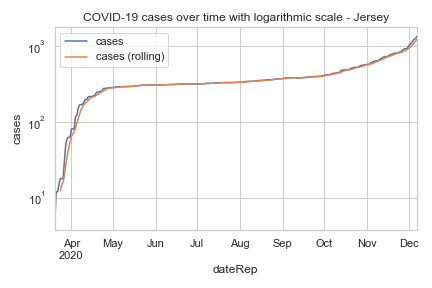 COVID-19 cases over time with logarithmic scale - Jersey
cases
cases (rolling)
10³
10²
10¹
cases
Apr
2020
May
Jun
Jul
Aug
Sep
Oct
Nov
Dec
dateRep